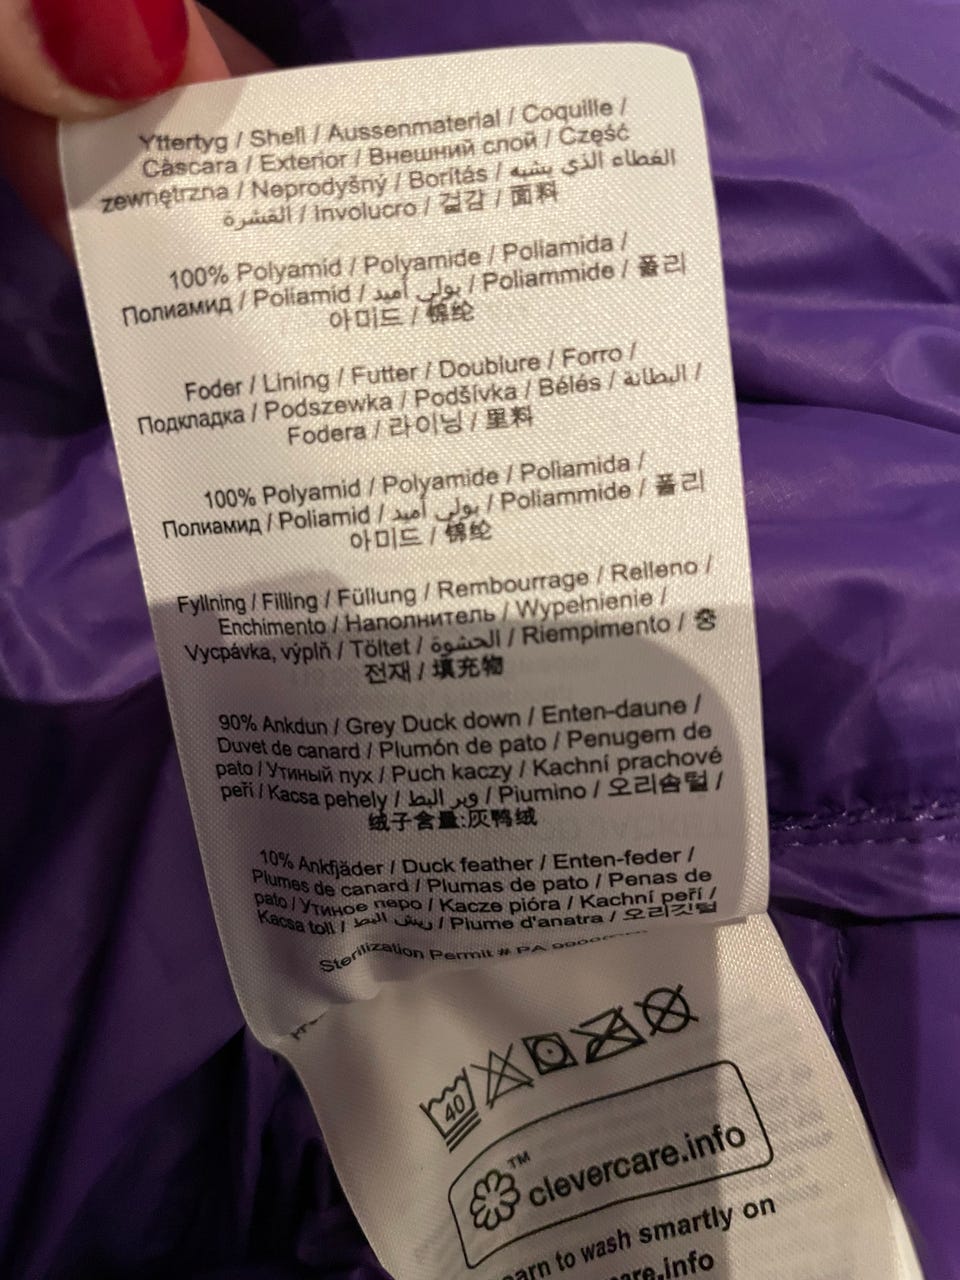 Yttertyg / Shell / Aussenmaterial / Coquille /
Càscara / Exterior / Внешний слой / Część
zewnętrzna / Neprodyšný / Borítás / الغطاء الذي يشبه
القشرة / Involucro / 겉감 / 面料
100% Polyamid / Polyamide / Poliamida /
Полиамид / Poliamid / بولي أميد / Poliammide / 폴리
아미드 / 锦纶
Foder / Lining / Futter / Doublure / Forro /
Подкладка / Podszewka / Podšívka / Bélés / البطانة /
Fodera / 라이닝 / 里料
100% Polyamid / Polyamide / Poliamida /
Полиамид / Poliamid / بولي أميد / Poliammide / 폴리
아미드 / 锦纶
Fyllning / Filling / Füllung / Rembourrage / Relleno /
Enchimento / Наполнитель / Wypełnienie /
Vycpávka, výplň / Töltet / الحشوة / Riempimento / 충
전재 / 填充物
90% Ankdun / Grey Duck down / Enten-daune /
Duvet de canard / Plumón de pato / Penugem de
pato / Утиный пух / Puch kaczy / Kachní prachové
peří / Kacsa pehely / وبر البط / Piumino / 오리솜털 /
绒子含量:灰鸭绒
10% Ankfjäder / Duck feather / Enten-feder /
Plumes de canard / Plumas de pato / Penas de
pato / Утиное перо / Kacze pióra / Kachní peří /
Kacsa toll / ريش البط / Piume d'anatra / 오리깃털
Sterilization Permit # PA
40
TM
clevercare.info
to wash smartly on